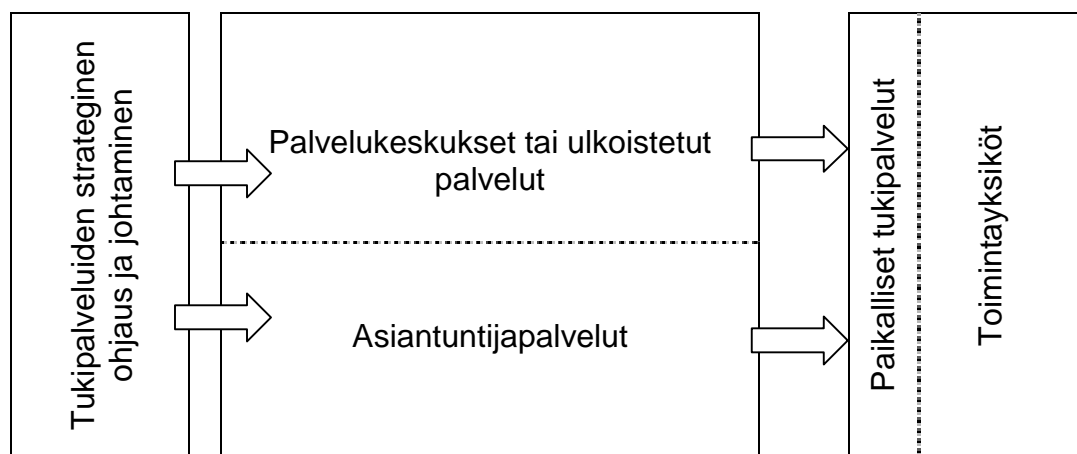 Tukipalveluiden strateginen
ohjaus ja johtaminen
Palvelukeskukset tai ulkoistetut
palvelut
Asiantuntijapalvelut
Paikalliset tukipalvelut
Toimintayksiköt